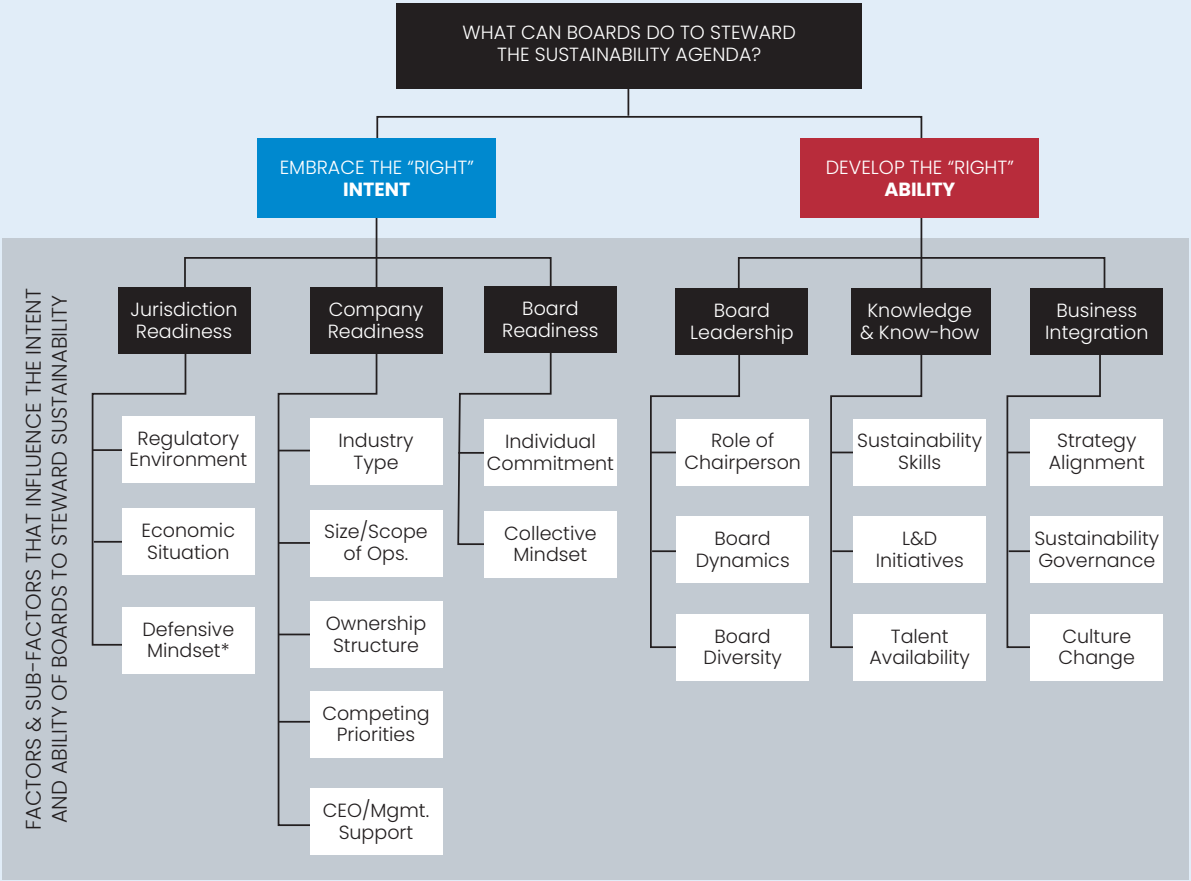 WHAT CAN BOARDS DO TO STEWARD
THE SUSTAINABILITY AGENDA?
EMBRACE THE “RIGHT”
INTENT
DEVELOP THE “RIGHT”
ABILITY
FACTORS & SUB-FACTORS THAT INFLUENCE THE INTENT
AND ABILITY OF BOARDS TO STEWARD SUSTAINABILITY
Jurisdiction
Readiness
Regulatory
Environment
Economic
Situation
Defensive
Mindset*
Company
Readiness
Industry
Type
Size/Scope
of Ops.
Ownership
Structure
Competing
Priorities
CEO/Mgmt.
Support
Board
Readiness
Individual
Commitment
Collective
Mindset
Board
Leadership
Role of
Chairperson
Board
Dynamics
Board
Diversity
Knowledge
& Know-how
Sustainability
Skills
L&D
Initiatives
Talent
Availability
Business
Integration
Strategy
Alignment
Sustainability
Governance
Culture
Change